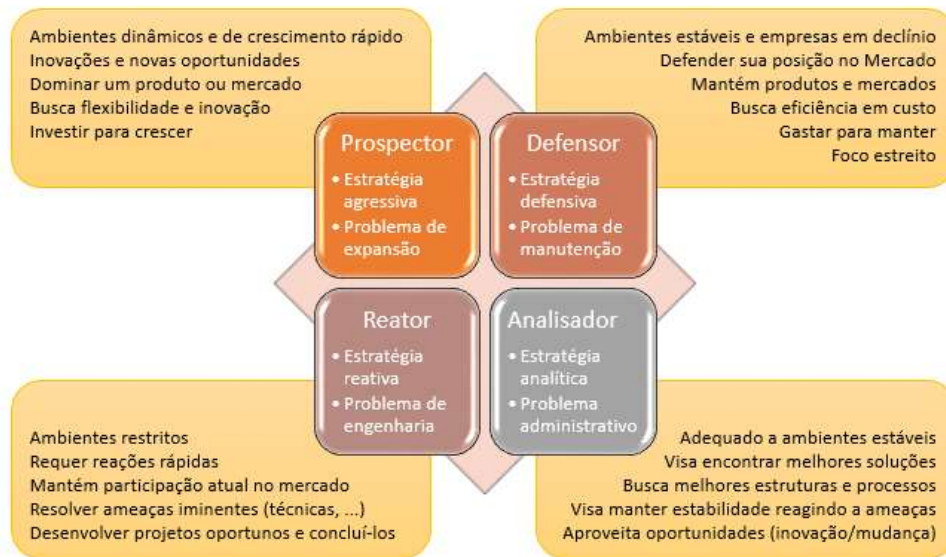 Ambientes dinâmicos e de crescimento rápido
Inovações e novas oportunidades
Dominar um produto ou mercado
Busca flexibilidade e inovação
Investir para crescer
Ambientes estáveis e empresas em declínio
Defender sua posição no Mercado
Mantém produtos e mercados
Busca eficiência em custo
Gastar para manter
Foco estreito
Prospector
• Estratégia
agressiva
• Problema de
expansão
Defensor
• Estratégia
defensiva
• Problema de
manutenção
Reator
• Estratégia
reativa
• Problema de
engenharia
Analisador
• Estratégia
analítica
• Problema
administrativo
Ambientes restritos
Requer reações rápidas
Mantém participação atual no mercado
Resolver ameaças iminentes (técnicas, ...)
Desenvolver projetos oportunos e concluí-los
Adequado a ambientes estáveis
Visa encontrar melhores soluções
Busca melhores estruturas e processos
Visa manter estabilidade reagindo a ameaças
Aproveita oportunidades (inovação/mudança)